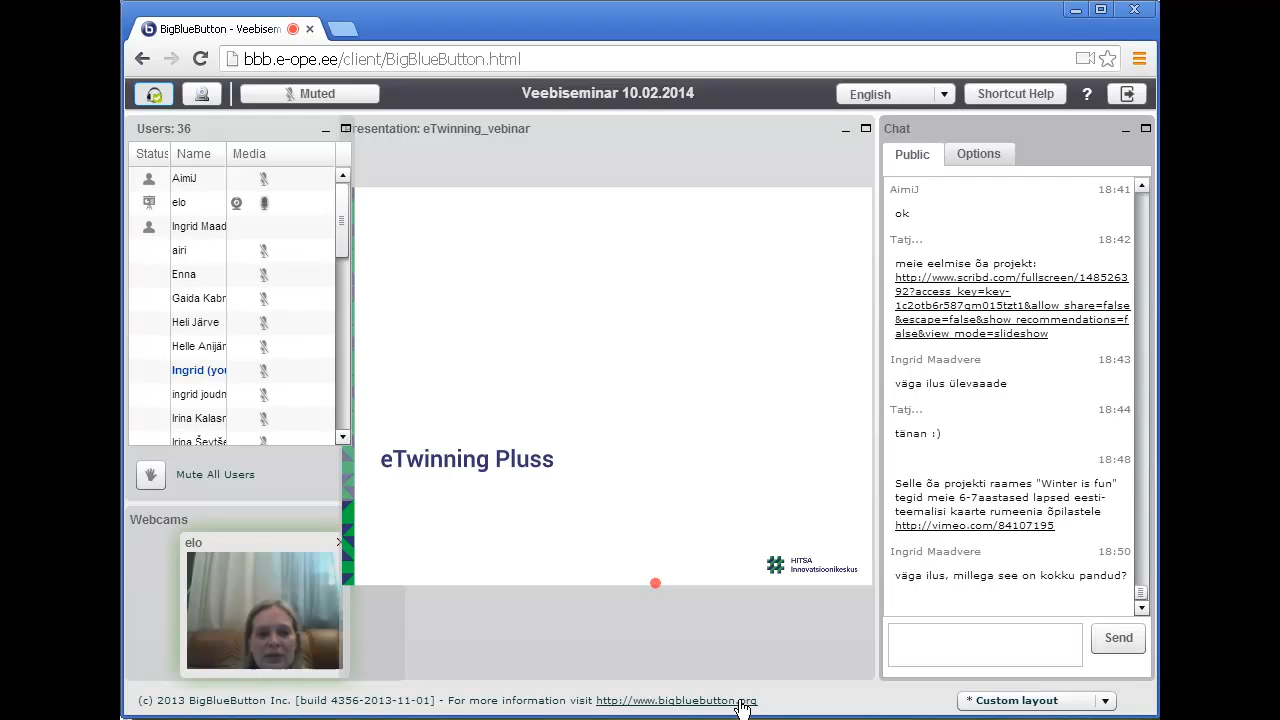 BigBlueButton - Veebisem
bbb.e-ope.ee/client/BigBlueButton.html
Muted
Veebiseminar 10.02.2014
English
Shortcut Help
?
Users: 36
Status Name Media
AimiJ
elo
Ingrid Maad
airi
Enna
Gaida Kabr
Heli Järve
Helle Anijär
Ingrid (you
ingrid joudn
Irina Kalasn
Irina Ševtše
Mute All Users
Webcams
elo
resentation: eTwinning_vebinar
eTwinning Pluss
HITSA
Innovatsioonikeskus
Chat
Public Options
AimiJ 18:41
ok
Tatj... 18:42
meie eelmise õa projekt:
http://www.scribd.com/fullscreen/1485263
92?access_key=key-
1c2otb6r587qm015tzt1&allow_share=false
&escape=false&show_recommendations=f
alse&view_mode=slideshow
Ingrid Maadvere 18:43
väga ilus ülevaaade
Tatj... 18:44
tänan :)
18:48
Selle õa projekti raames "Winter is fun"
tegid meie 6-7aastased lapsed eesti-
teemalisi kaarte rumeenia õpilastele
http://vimeo.com/84107195
Ingrid Maadvere 18:50
väga ilus, millega see on kokku pandud?
Send
(c) 2013 BigBlueButton Inc. [build 4356-2013-11-01] - For more information visit http://www.bigbluebutton.org
* Custom layout